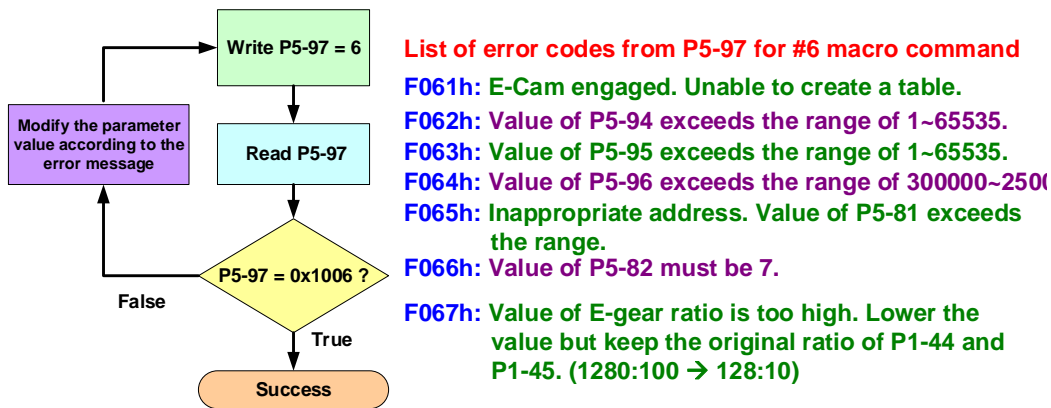 Write P5-97 = 6
Read P5-97
Modify the parameter
value according to the
error message
P5-97 = 0x1006 ?
False
True
Success
List of error codes from P5-97 for #6 macro command
F061h: E-Cam engaged. Unable to create a table.
F062h: Value of P5-94 exceeds the range of 1~65535.
F063h: Value of P5-95 exceeds the range of 1~65535.
F064h: Value of P5-96 exceeds the range of 300000~2500
F065h: Inappropriate address. Value of P5-81 exceeds
the range.
F066h: Value of P5-82 must be 7.
F067h: Value of E-gear ratio is too high. Lower the
value but keep the original ratio of P1-44 and
P1-45. (1280:100 → 128:10)